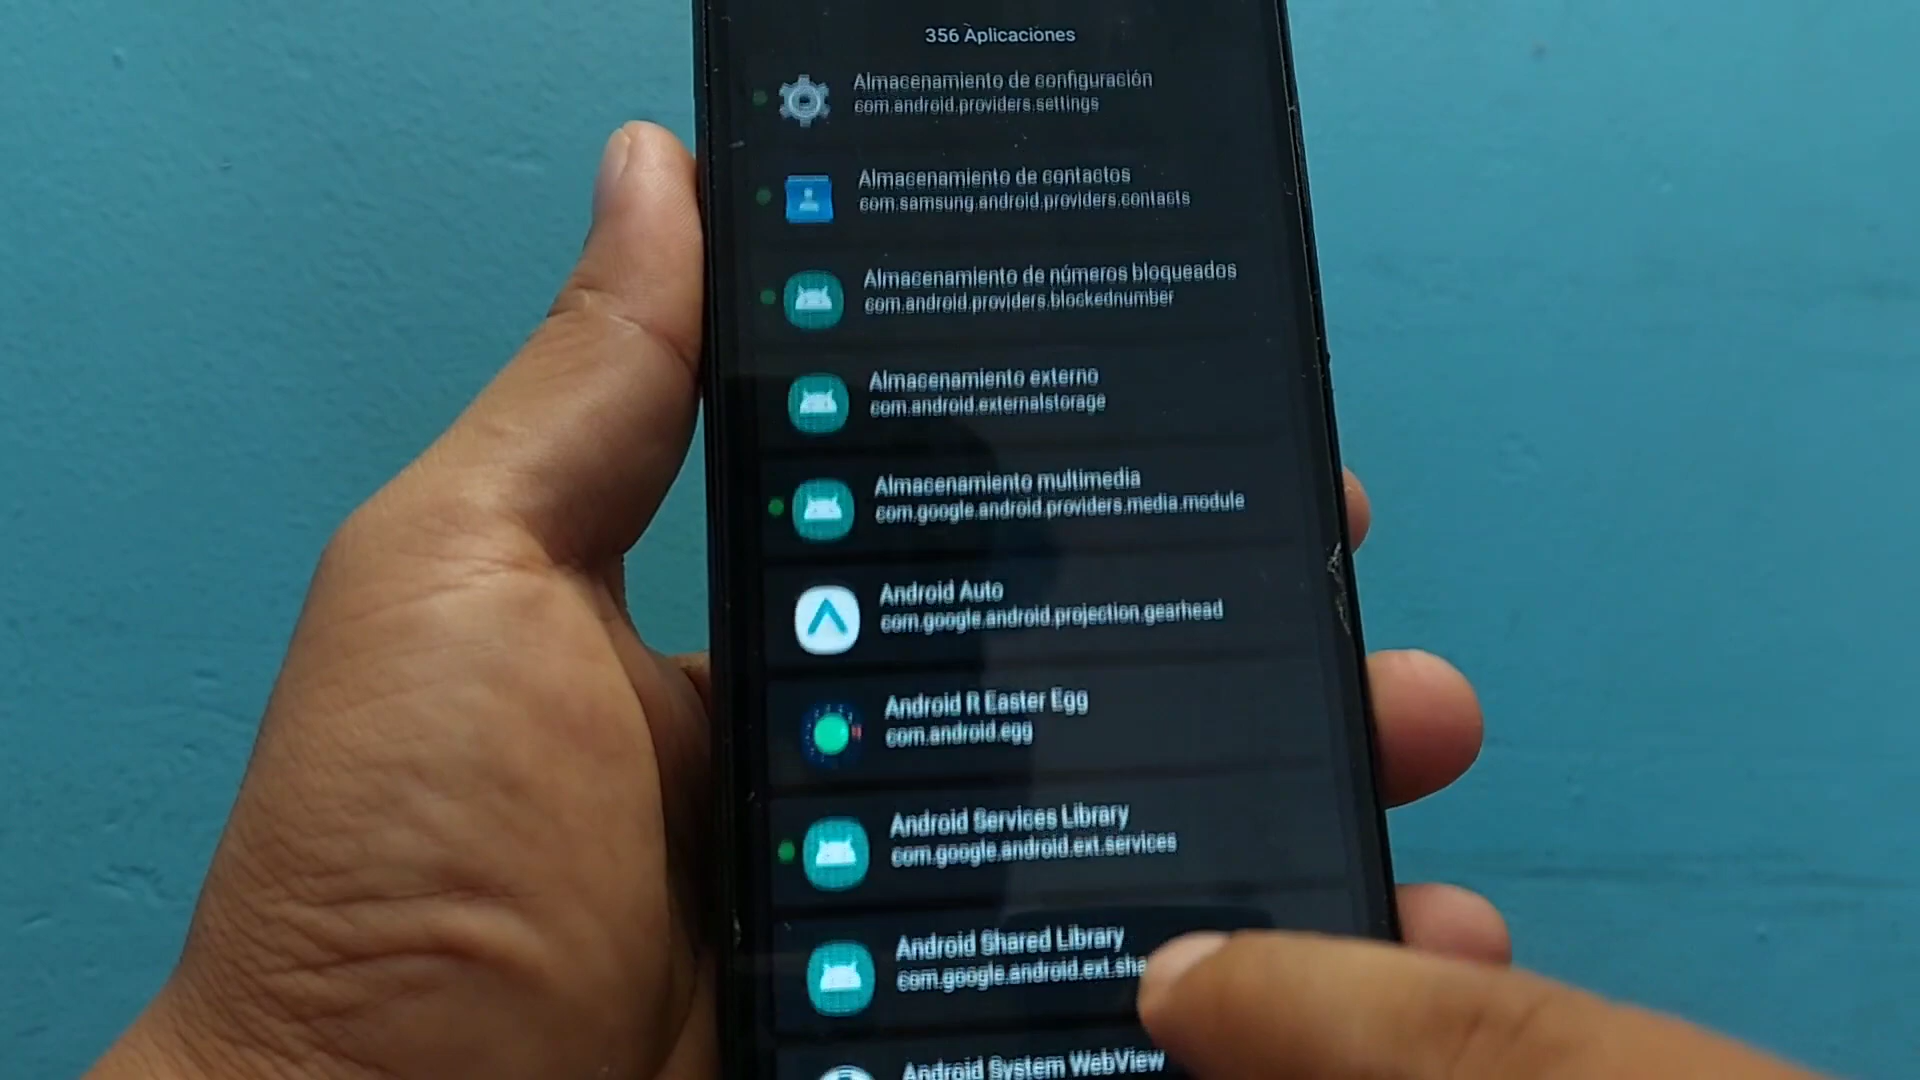 356 Aplicaciones
Almacenamiento de configuración
com.android.providers.settings
Almacenamiento de contactos
com.samsung.android.providers.contacts
Almacenamiento de números bloqueados
com.android.providers.blockednumber
Almacenamiento externo
com.android.externalstorage
Almacenamiento multimedia
com.google.android.providers.media.module
Android Auto
com.google.android.projection.gearhead
Android R Easter Egg
com.android.egg
Android Services Library
com.google.android.ext.services
Android Shared Library
com.google.android.ext.sha
Android System WebView